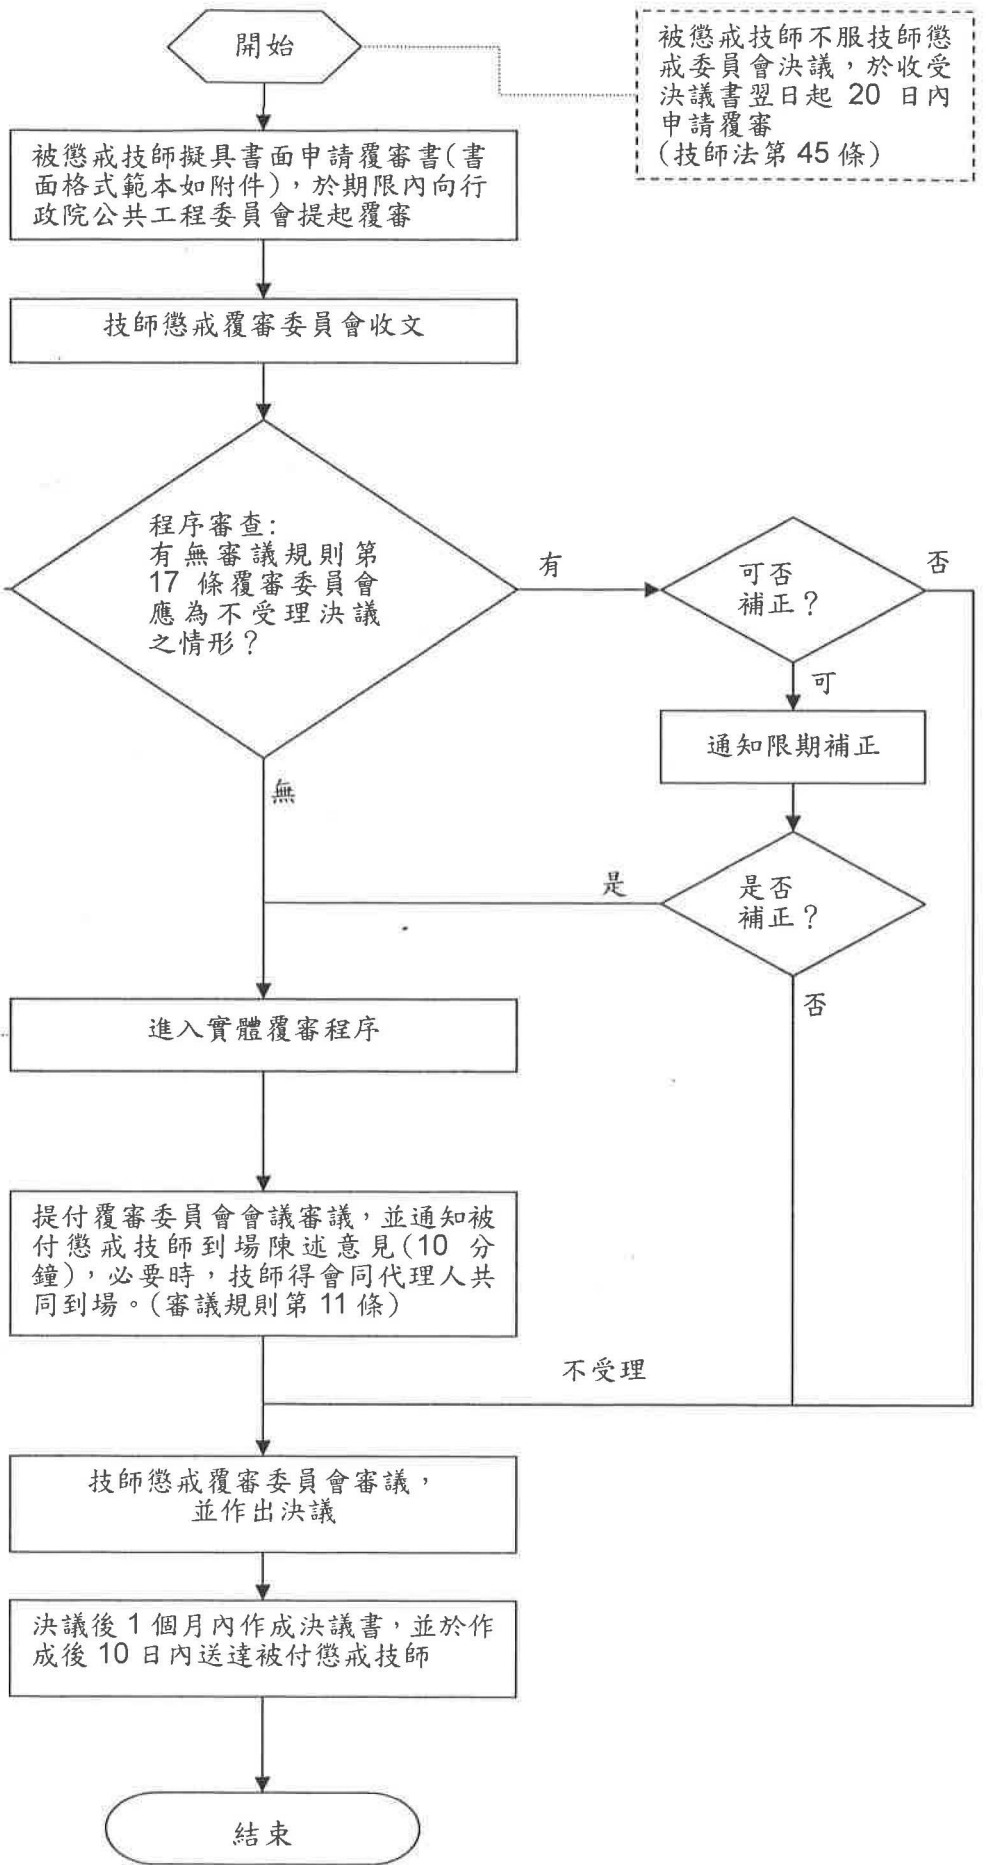 開始
被懲戒技師不服技師懲
戒委員會決議，於收受
決議書翌日起 20 日內
申請覆審
(技師法第 45 條)
被懲戒技師擬具書面申請覆審書(書
面格式範本如附件)，於期限內向行
政院公共工程委員會提起覆審
技師懲戒覆審委員會收文
程序審查:
有無審議規則第
17 條覆審委員會
應為不受理決議
之情形？
有
可否
補正？
否
可
通知限期補正
無
是
是否
補正？
否
進入實體覆審程序
提付覆審委員會會議審議，並通知被
付懲戒技師到場陳述意見(10 分
鐘)，必要時，技師得會同代理人共
同到場。(審議規則第 11 條)
不受理
技師懲戒覆審委員會審議，
並作出決議
決議後 1 個月內作成決議書，並於作
成後 10 日內送達被付懲戒技師
結束